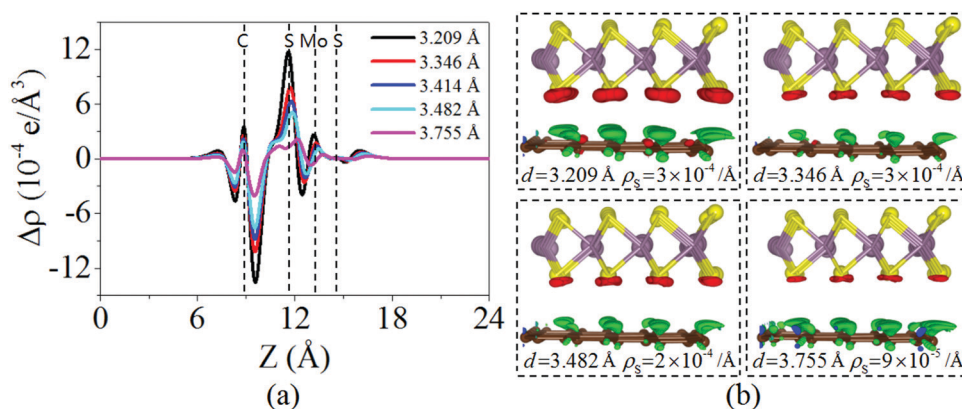 C S Mo S
12
6
0
-6
-12
Δρ (10⁻⁴ e/Å³)
3.209 Å
3.346 Å
3.414 Å
3.482 Å
3.755 Å
0 6 12 18 24
Z (Å)
(a)
d=3.209 Å ρs=3×10⁻⁴/Å
d=3.346 Å ρs=3×10⁻⁴/Å
d=3.482 Å ρs=2×10⁻⁴/Å
d=3.755 Å ρs=9×10⁻⁵/Å
(b)